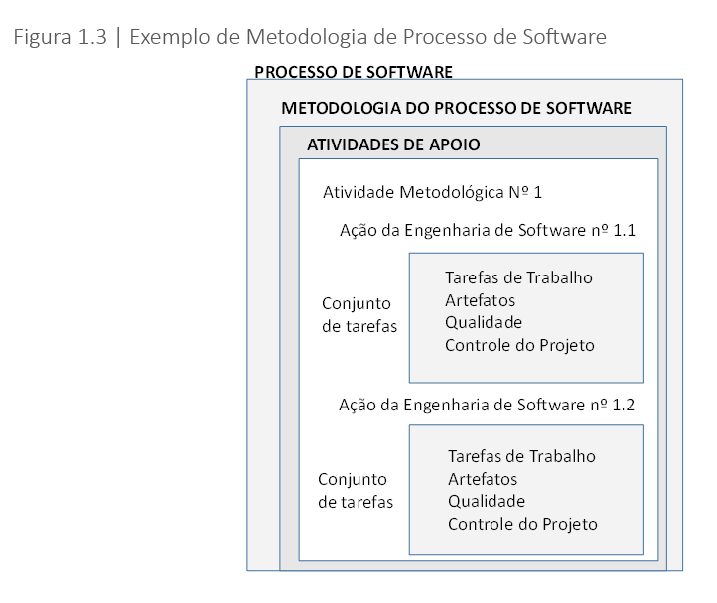 Figura 1.3 | Exemplo de Metodologia de Processo de Software
PROCESSO DE SOFTWARE
METODOLOGIA DO PROCESSO DE SOFTWARE
ATIVIDADES DE APOIO
Atividade Metodológica Nº 1
Ação da Engenharia de Software nº 1.1
Conjunto
de tarefas
Tarefas de Trabalho
Artefatos
Qualidade
Controle do Projeto
Ação da Engenharia de Software nº 1.2
Conjunto
de tarefas
Tarefas de Trabalho
Artefatos
Qualidade
Controle do Projeto